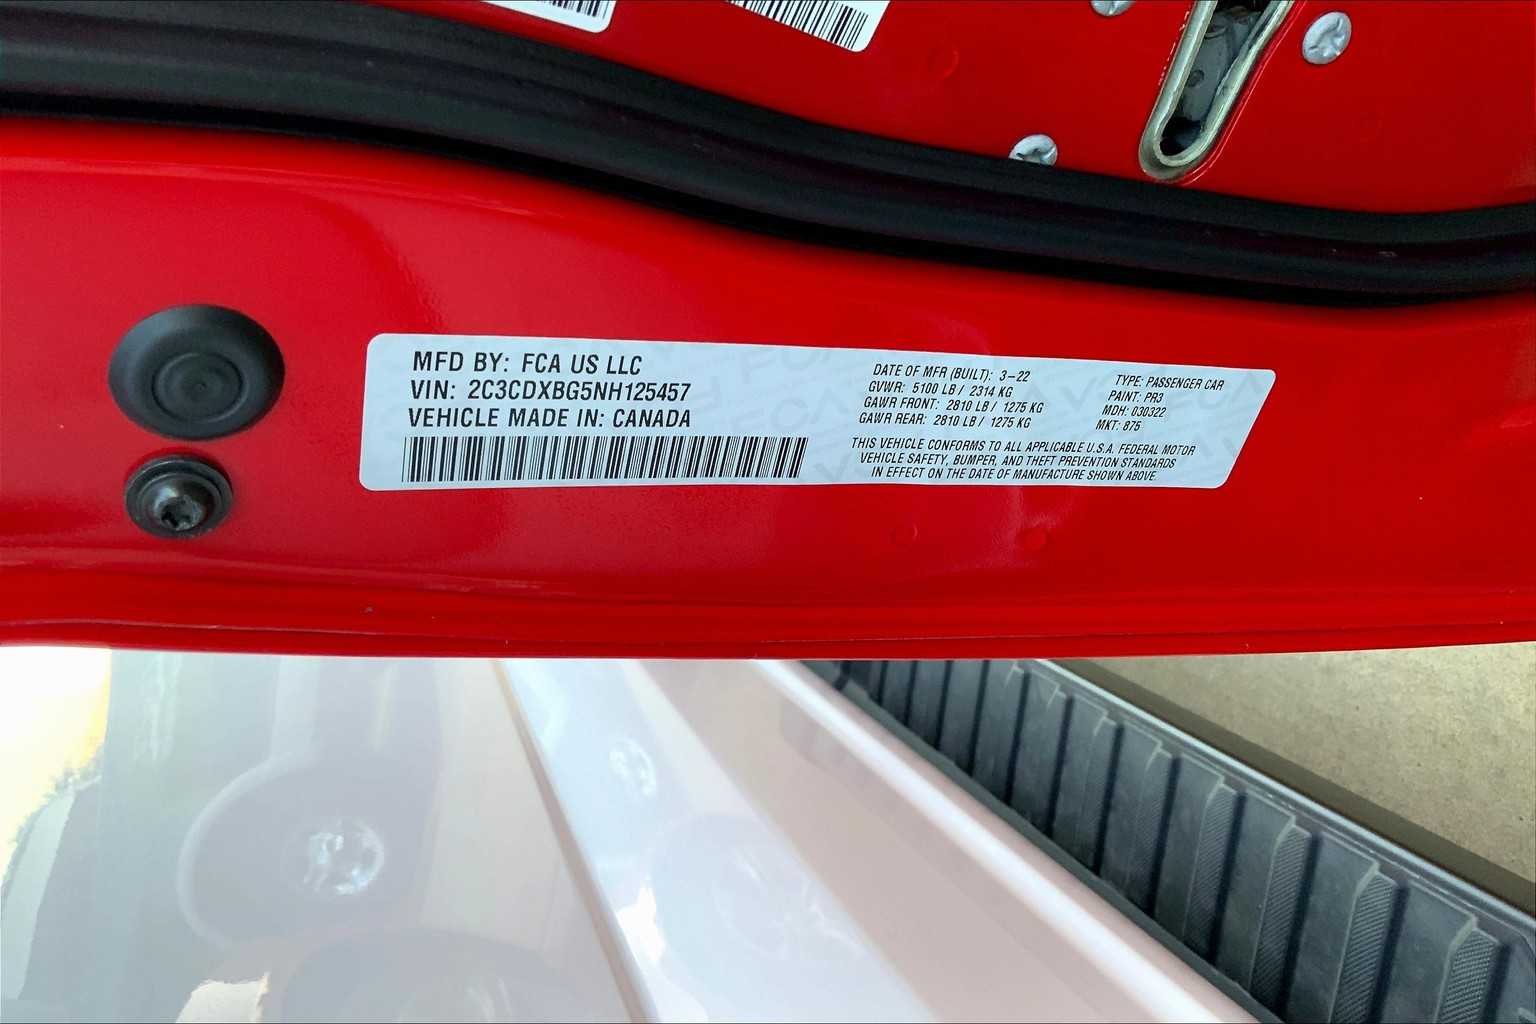 MFD BY: FCA US LLC
VIN: 2C3CDXBG5NH125457
VEHICLE MADE IN: CANADA
DATE OF MFR (BUILT): 3-22
GVWR: 5100 LB / 2314 KG
GAWR FRONT: 2810 LB / 1275 KG
GAWR REAR: 2810 LB / 1275 KG
TYPE: PASSENGER CAR
PAINT: PR3
MDH: 030322
MKT: 875
THIS VEHICLE CONFORMS TO ALL APPLICABLE U.S.A. FEDERAL MOTOR
VEHICLE SAFETY, BUMPER, AND THEFT PREVENTION STANDARDS
IN EFFECT ON THE DATE OF MANUFACTURE SHOWN ABOVE.